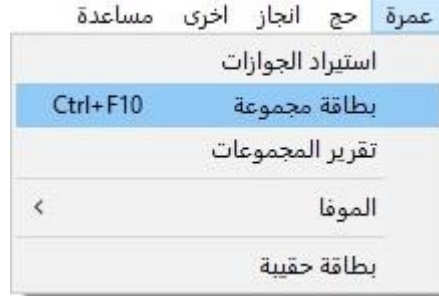 عمرة حج انجاز اخرى مساعدة
استيراد الجوازات
بطاقة مجموعة Ctrl+F10
تقرير المجموعات
الموفا
بطاقة حقيبة